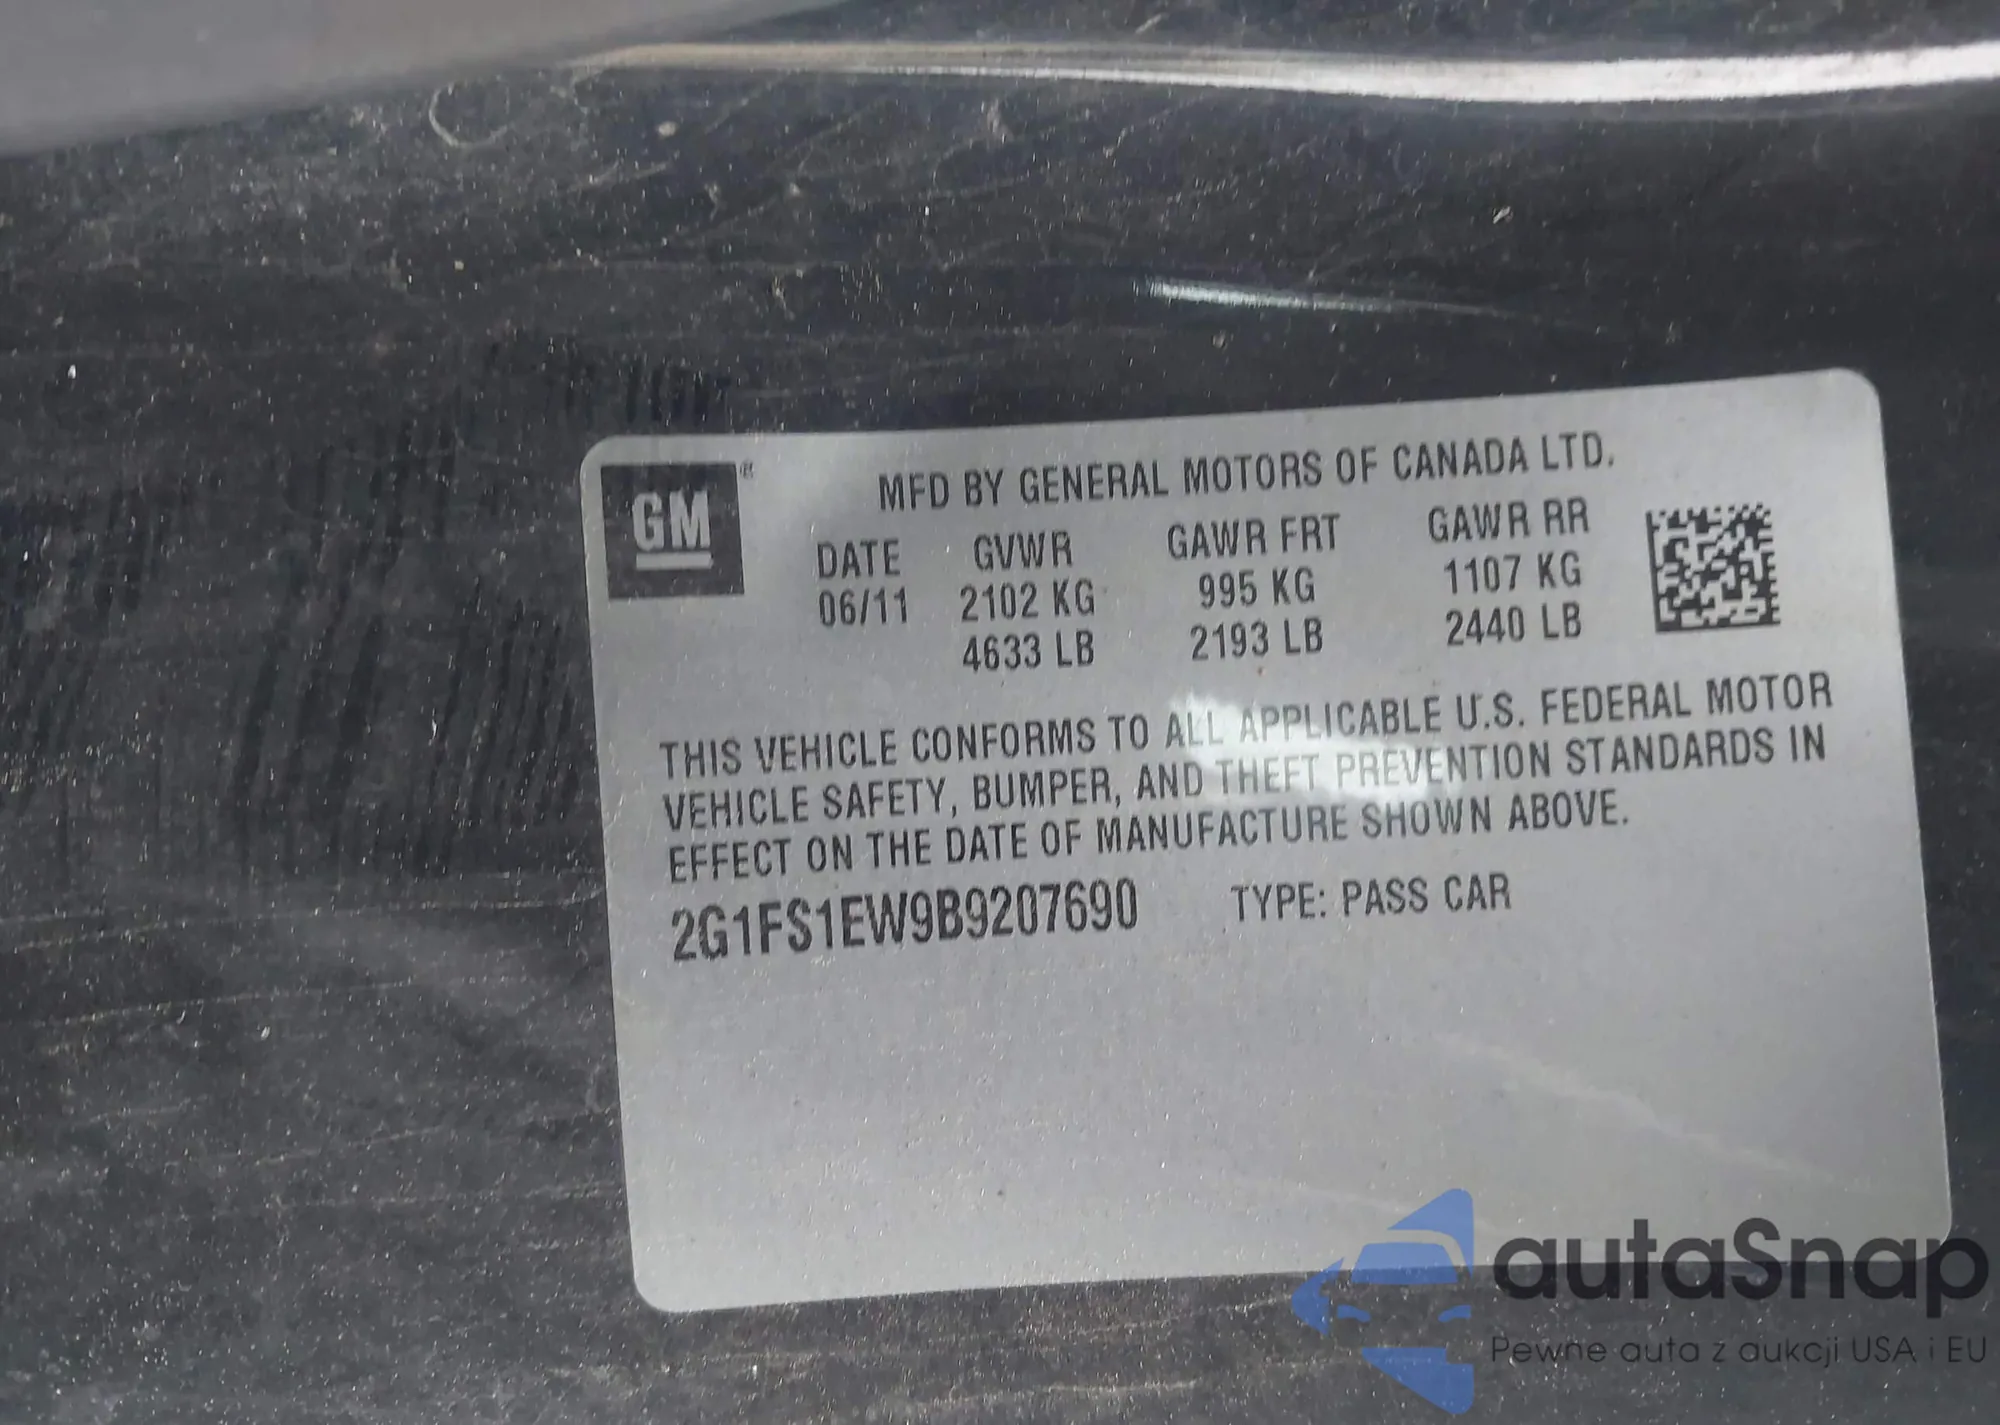 GM®
MFD BY GENERAL MOTORS OF CANADA LTD.
DATE GVWR GAWR FRT GAWR RR
06/11 2102 KG 995 KG 1107 KG
4633 LB 2193 LB 2440 LB
THIS VEHICLE CONFORMS TO ALL APPLICABLE U.S. FEDERAL MOTOR
VEHICLE SAFETY, BUMPER, AND THEFT PREVENTION STANDARDS IN
EFFECT ON THE DATE OF MANUFACTURE SHOWN ABOVE.
2G1FS1EW9B9207690 TYPE: PASS CAR
autaSnap
Pewne auta z aukcji USA i EU